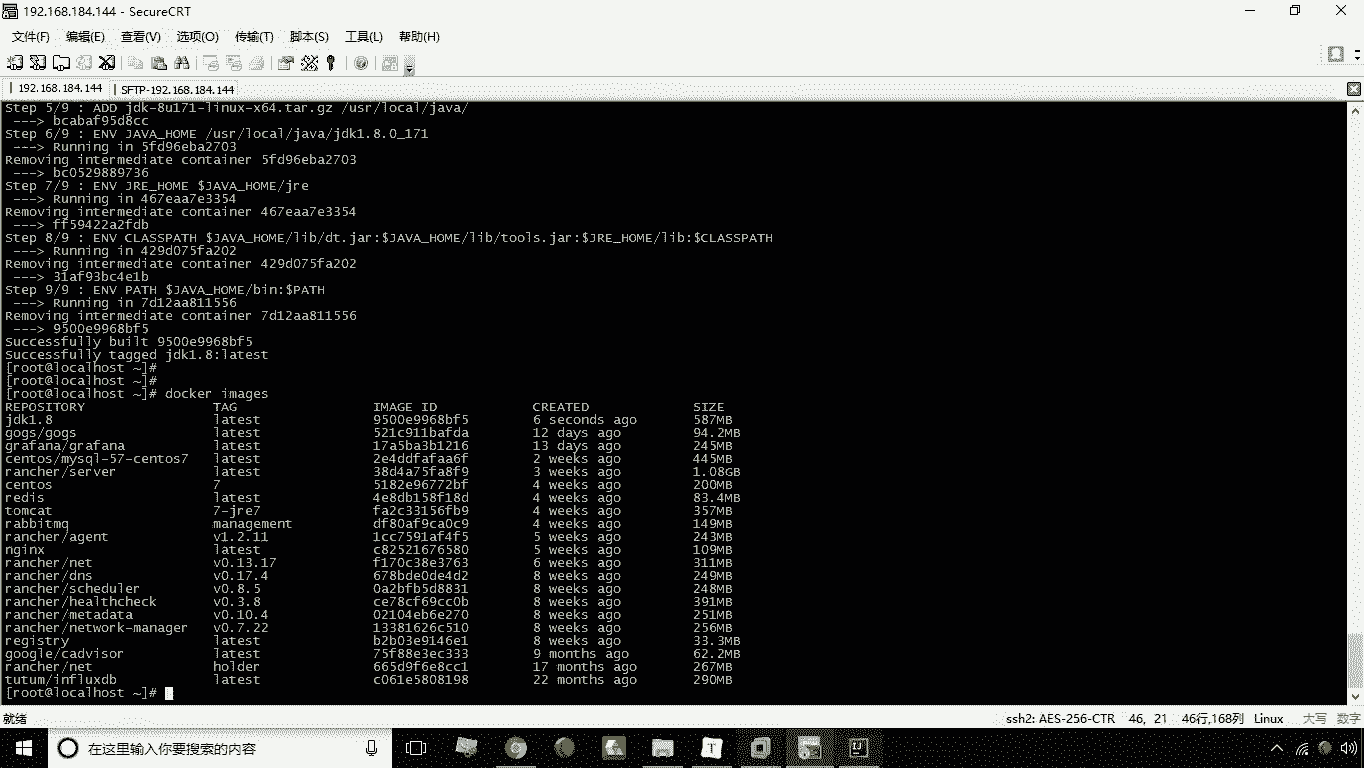 192.168.184.144 - SecureCRT
文件(F) 编辑(E) 查看(V) 选项(O) 传输(T) 脚本(S) 工具(L) 帮助(H)
192.168.184.144 SFTP-192.168.184.144
Step 5/9 : ADD jdk-8u171-linux-x64.tar.gz /usr/local/java/
---> bcabaf95d8cc
Step 6/9 : ENV JAVA_HOME /usr/local/java/jdk1.8.0_171
---> Running in 5fd96eba2703
Removing intermediate container 5fd96eba2703
---> bc0529889736
Step 7/9 : ENV JRE_HOME $JAVA_HOME/jre
---> Running in 467eaa7e3354
Removing intermediate container 467eaa7e3354
---> ff59422a2fdb
Step 8/9 : ENV CLASSPATH $JAVA_HOME/lib/dt.jar:$JAVA_HOME/lib/tools.jar:$JRE_HOME/lib:$CLASSPATH
---> Running in 429d075fa202
Removing intermediate container 429d075fa202
---> 31af93bc4e1b
Step 9/9 : ENV PATH $JAVA_HOME/bin:$PATH
---> Running in 7d12aa811556
Removing intermediate container 7d12aa811556
---> 9500e9968bf5
Successfully built 9500e9968bf5
Successfully tagged jdk1.8:latest
[root@localhost ~]#
[root@localhost ~]#
[root@localhost ~]# docker images
REPOSITORY TAG IMAGE ID CREATED SIZE
jdk1.8 latest 9500e9968bf5 6 seconds ago 587MB
gogs/gogs latest 521c911bafda 12 days ago 94.2MB
grafana/grafana latest 17a5ba3b1216 13 days ago 245MB
centos/mysql-57-centos7 latest 2e4ddfafaa6f 2 weeks ago 445MB
rancher/server latest 38d4a75fa8f9 3 weeks ago 1.08GB
centos 7 5182e96772bf 4 weeks ago 200MB
redis latest 4e8db158f18d 4 weeks ago 83.4MB
tomcat 7-jre7 fa2c33156fb9 4 weeks ago 357MB
rabbitmq management df80af9ca0c9 4 weeks ago 149MB
rancher/agent v1.2.11 1cc7591af4f5 5 weeks ago 243MB
nginx latest c82521676580 5 weeks ago 109MB
rancher/net v0.13.17 f170c38e3763 6 weeks ago 311MB
rancher/dns v0.17.4 678bde0de4d2 8 weeks ago 249MB
rancher/scheduler v0.8.5 0a2bfb5d8831 8 weeks ago 248MB
rancher/healthcheck v0.3.8 ce78cf69cc0b 8 weeks ago 391MB
rancher/metadata v0.10.4 02104eb6e270 8 weeks ago 251MB
rancher/network-manager v0.7.22 13381626c510 8 weeks ago 256MB
registry latest b2b03e9146e1 8 weeks ago 33.3MB
google/cadvisor latest 75f88e3ec333 9 months ago 62.2MB
rancher/net holder 665d9f6e8cc1 17 months ago 267MB
tutum/influxdb latest c061e5808198 22 months ago 290MB
[root@localhost ~]#
就绪 ssh2: AES-256-CTR 46, 21 46行,168列 Linux 大写 数字
在这里输入你要搜索的内容